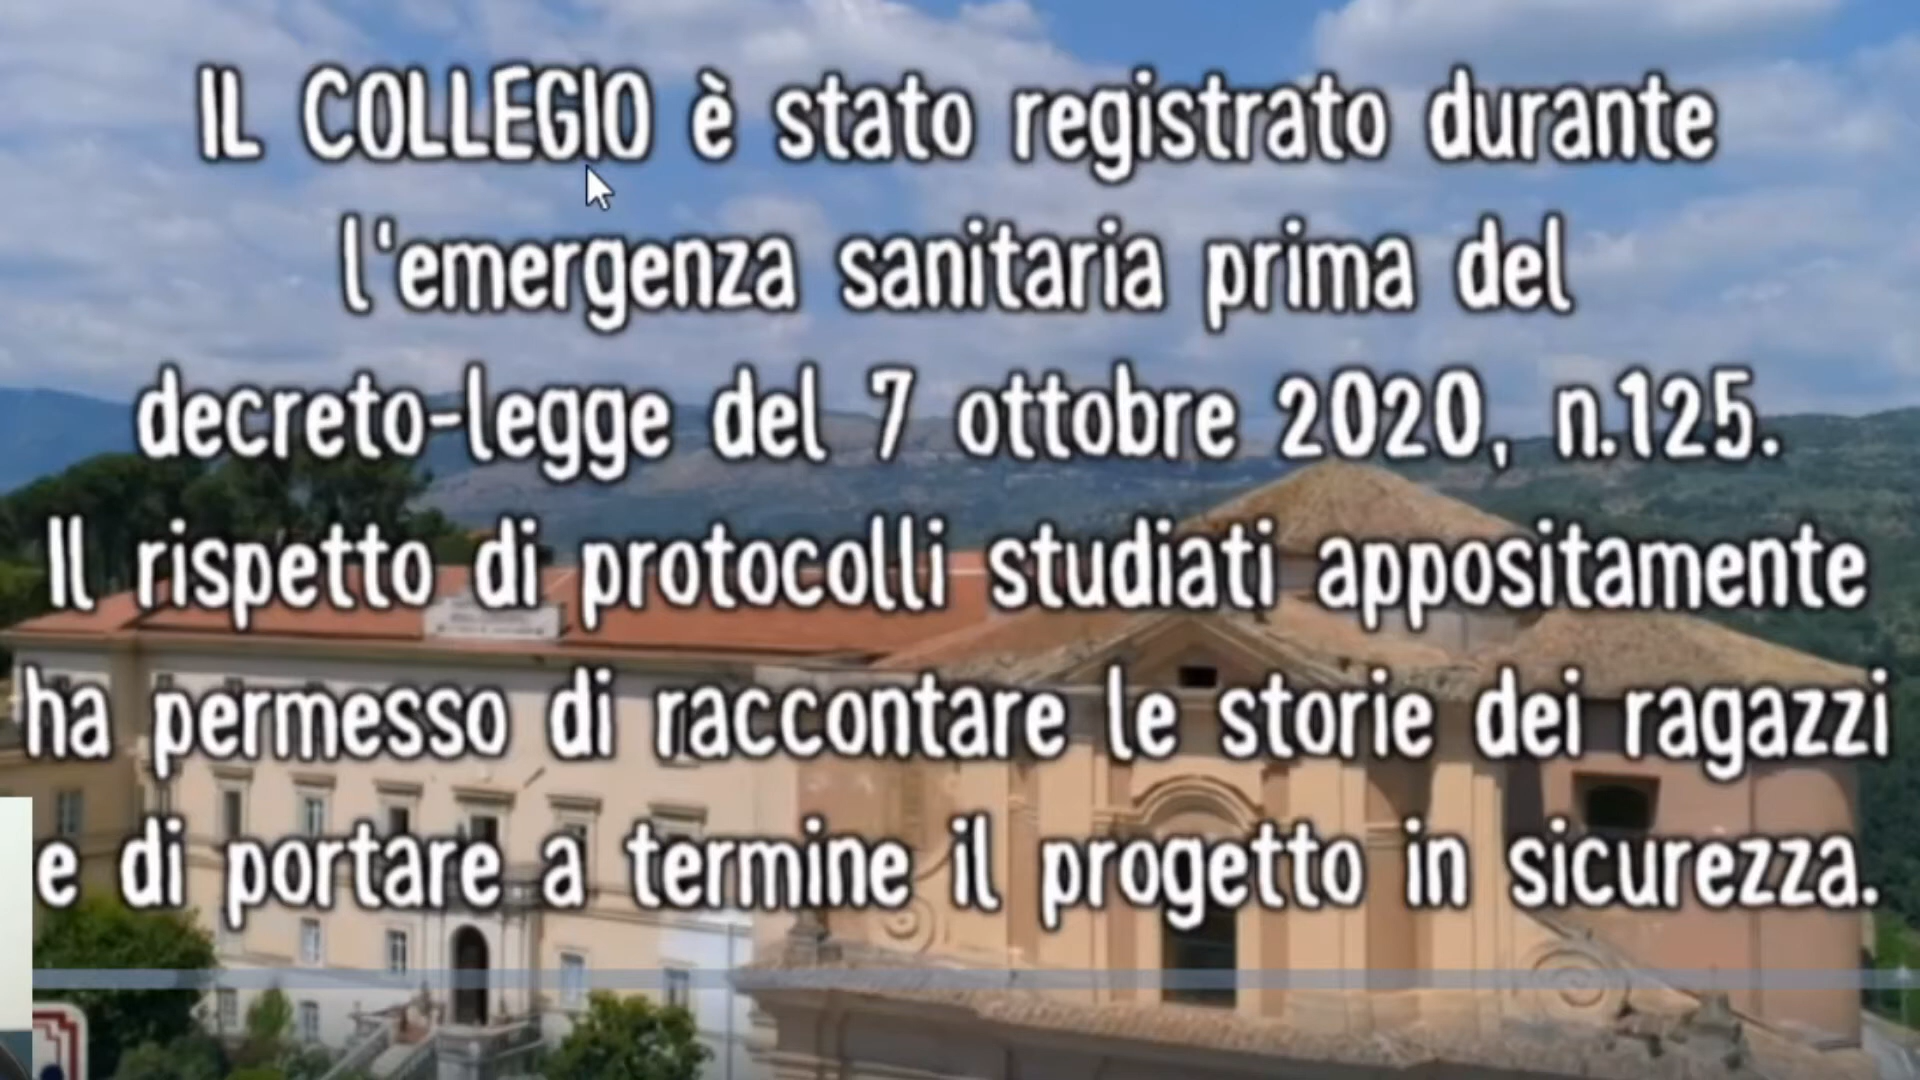 IL COLLEGIO è stato registrato durante
l'emergenza sanitaria prima del
decreto-legge del 7 ottobre 2020, n.125.
Il rispetto di protocolli studiati appositamente
ha permesso di raccontare le storie dei ragazzi
e di portare a termine il progetto in sicurezza.